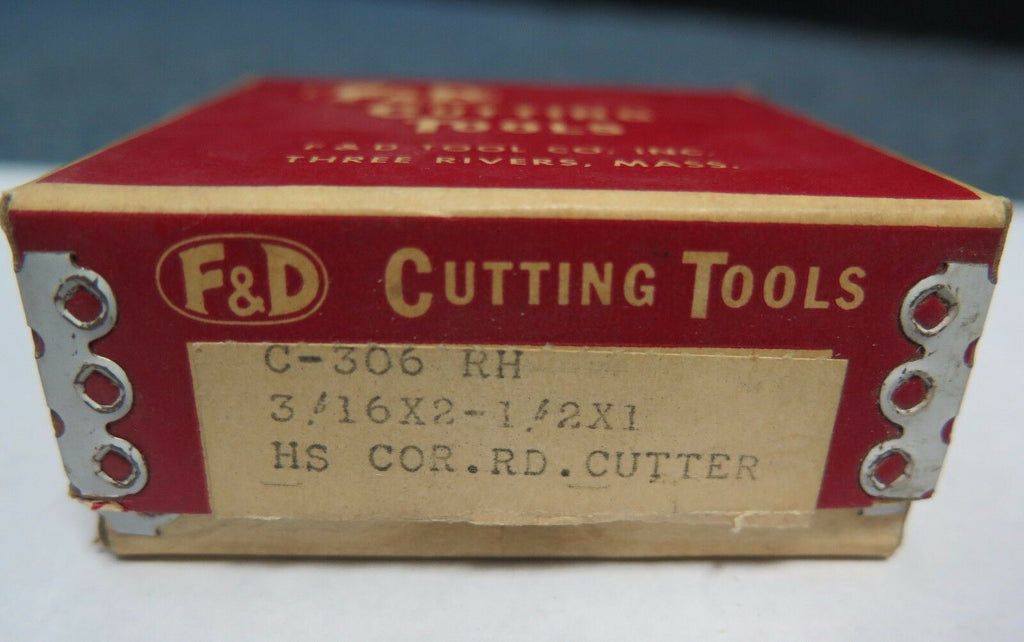 F&D
CUTTING
TOOLS
F & D TOOL CO., INC.
THREE RIVERS, MASS.
F&D CUTTING TOOLS
C-306 RH
3/16X2-1/2X1
HS COR.RD.CUTTER